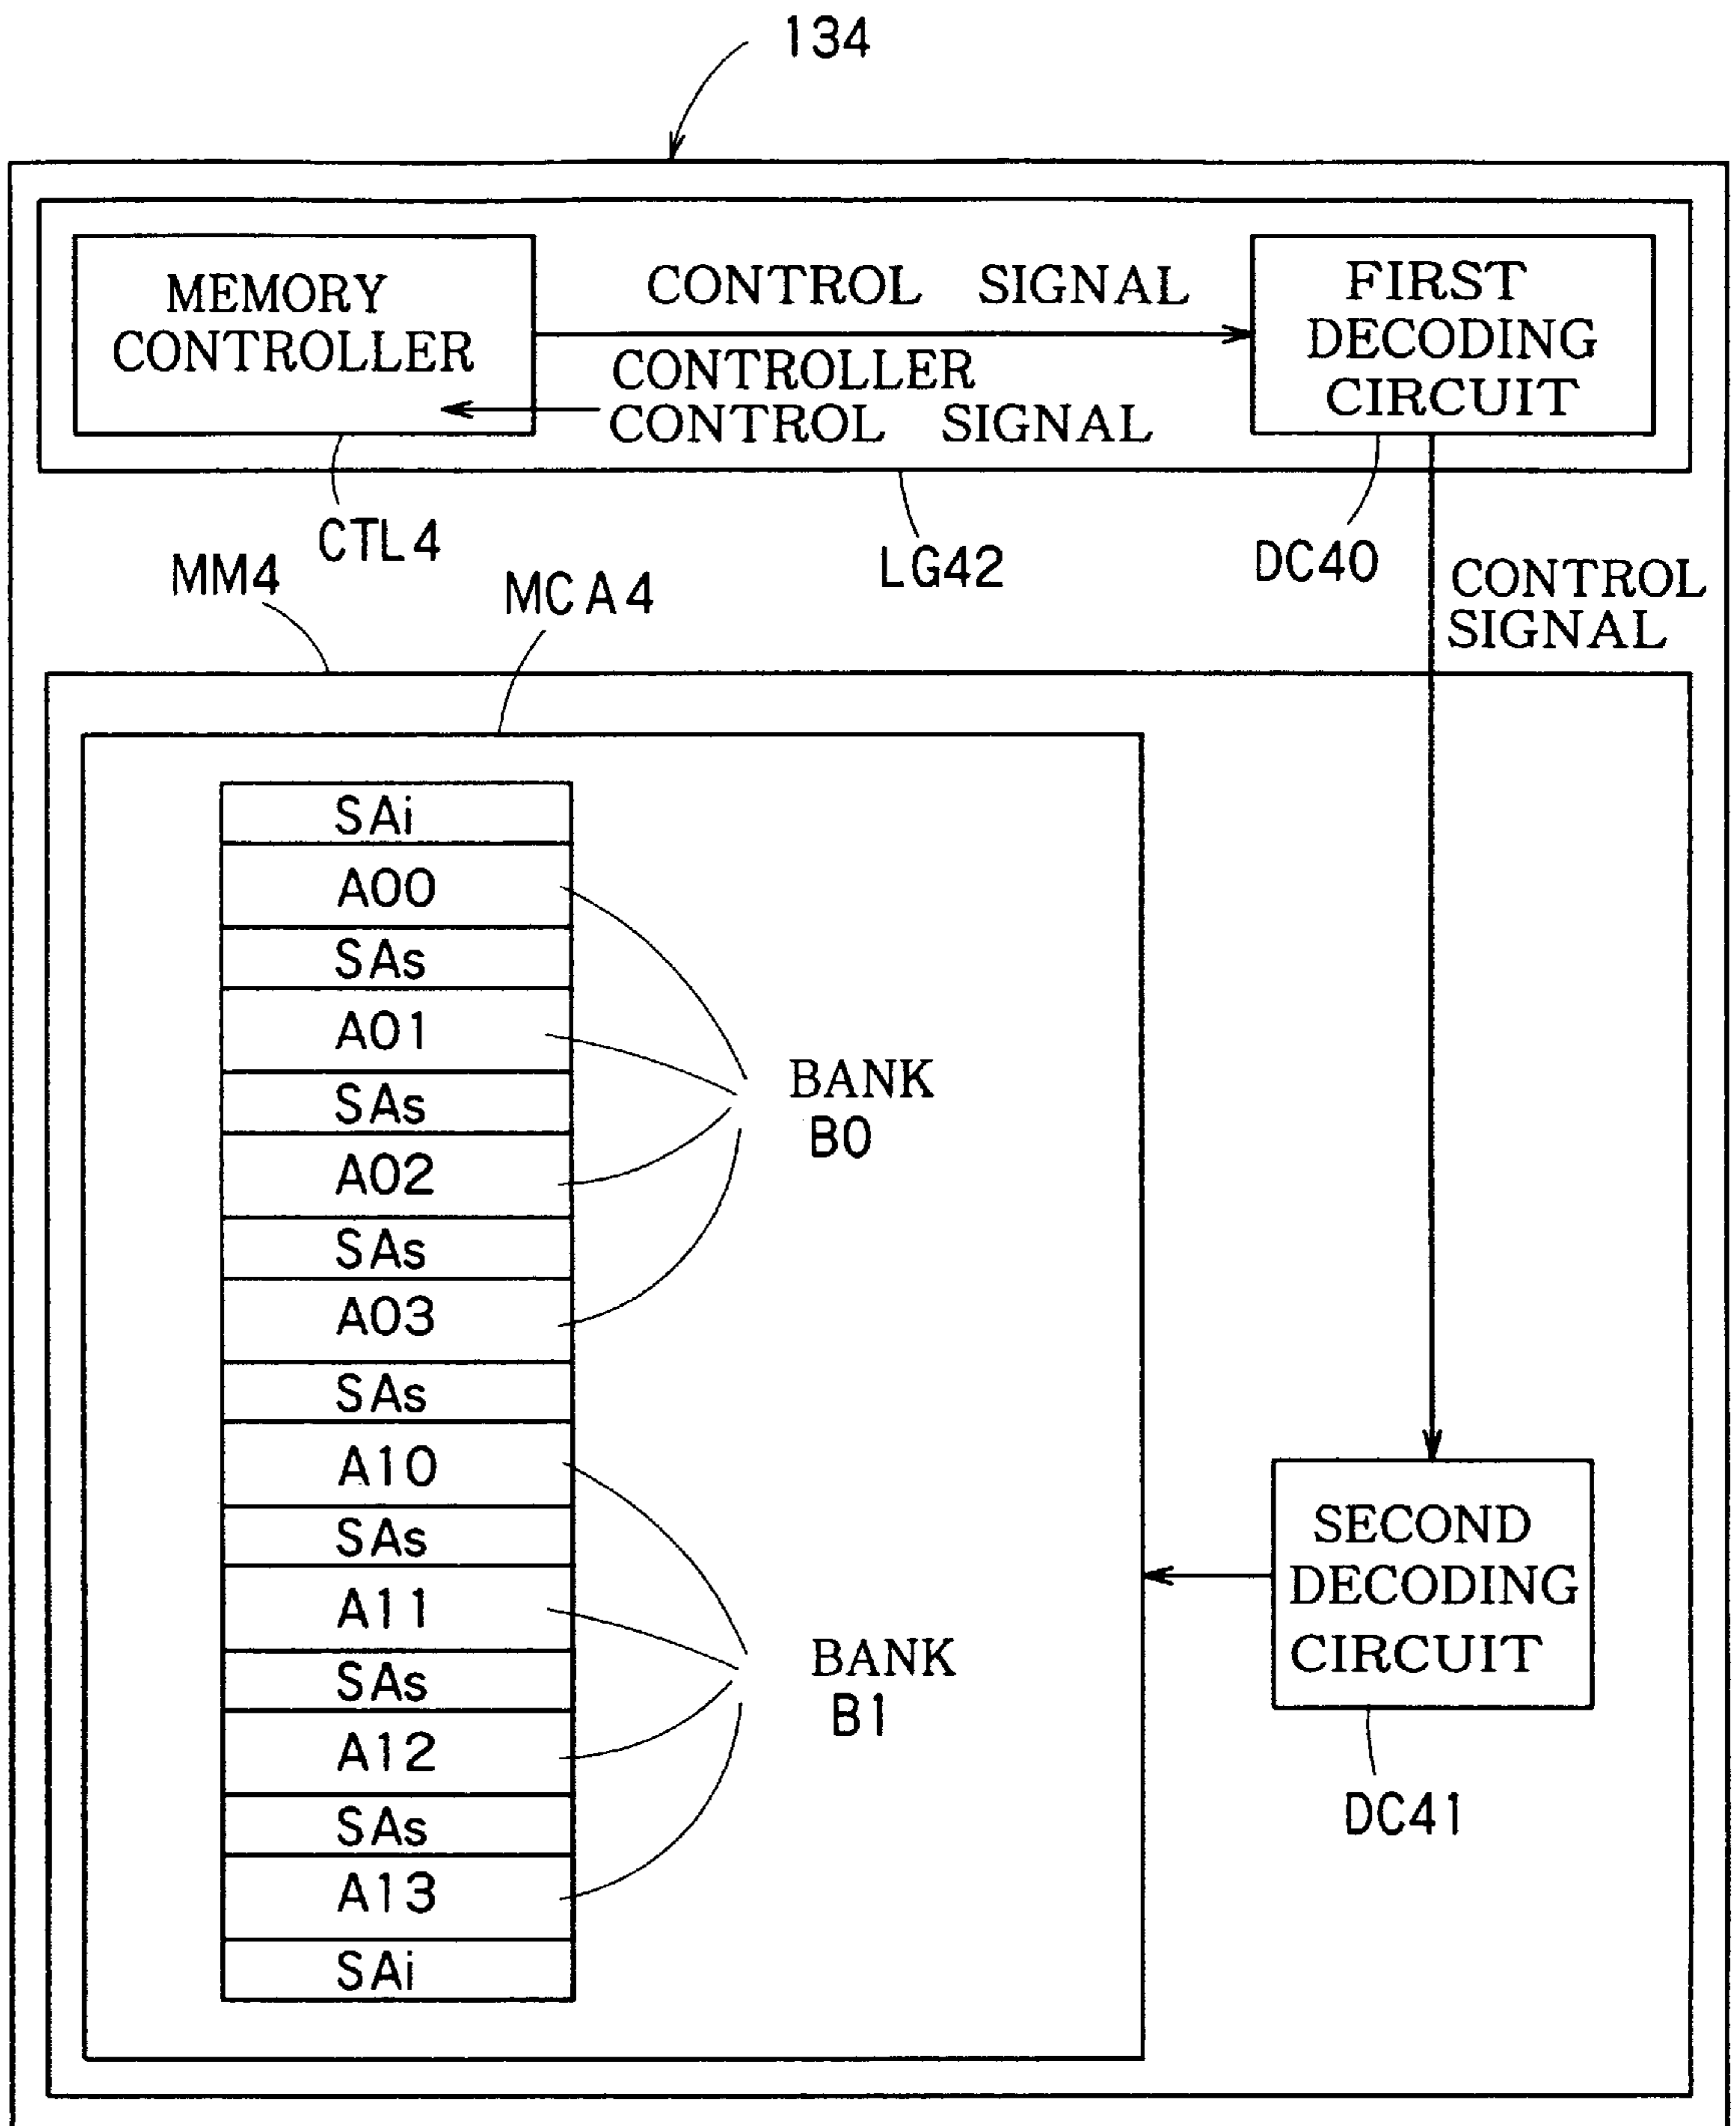 134
MEMORY
CONTROLLER
CONTROL SIGNAL
CONTROLLER
CONTROL SIGNAL
FIRST
DECODING
CIRCUIT
CTL4
LG42
DC40
MM4
MCA4
CONTROL
SIGNAL
SAi
A00
SAs
A01
SAs
A02
SAs
A03
SAs
A10
SAs
A11
SAs
A12
SAs
A13
SAi
BANK
B0
BANK
B1
SECOND
DECODING
CIRCUIT
DC41